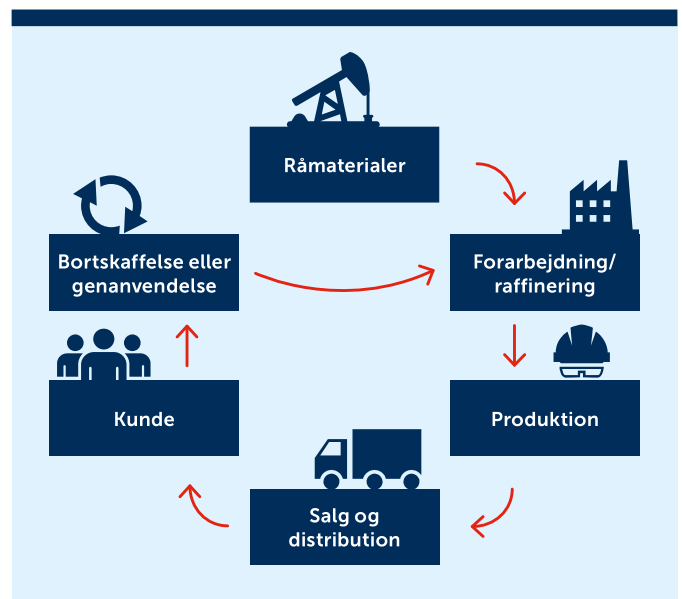 Råmaterialer
Forarbejdning/
raffinering
Produktion
Salg og
distribution
Kunde
Bortskaffelse eller
genanvendelse